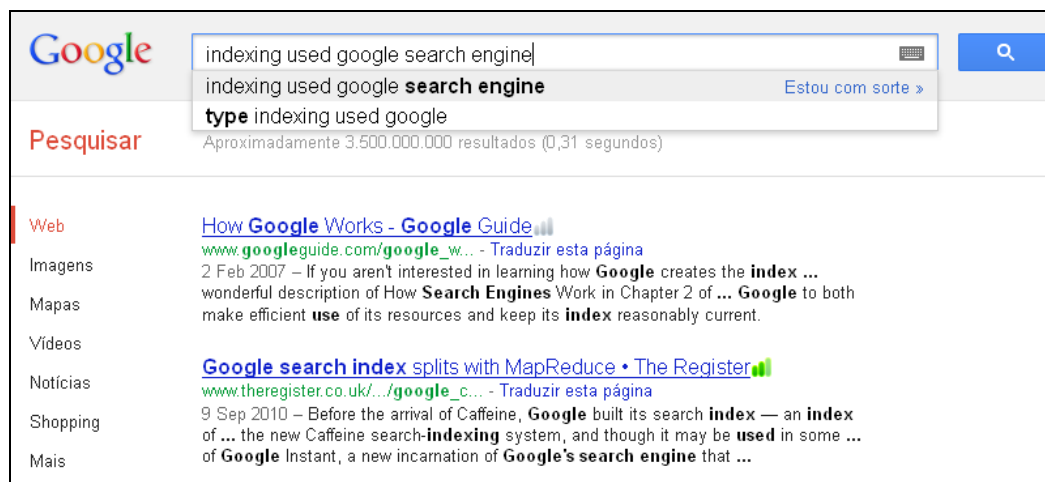 Google
indexing used google search engine
indexing used google search engine Estou com sorte »
type indexing used google
Pesquisar
Aproximadamente 3.500.000.000 resultados (0,31 segundos)
Web
Imagens
Mapas
Vídeos
Notícias
Shopping
Mais
How Google Works - Google Guide
www.googleguide.com/google_w... - Traduzir esta página
2 Feb 2007 – If you aren't interested in learning how Google creates the index ...
wonderful description of How Search Engines Work in Chapter 2 of ... Google to both
make efficient use of its resources and keep its index reasonably current.
Google search index splits with MapReduce • The Register
www.theregister.co.uk/.../google_c... - Traduzir esta página
9 Sep 2010 – Before the arrival of Caffeine, Google built its search index — an index
of ... the new Caffeine search-indexing system, and though it may be used in some ...
of Google Instant, a new incarnation of Google's search engine that ...